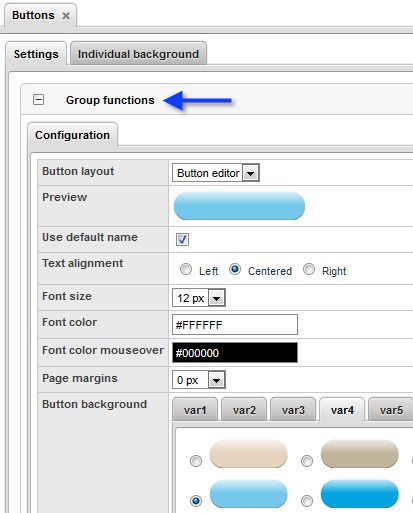 Buttons
Settings Individual background
Group functions
Configuration
Button layout Button editor
Preview
Use default name
Text alignment Left Centered Right
Font size 12 px
Font color #FFFFFF
Font color mouseover #000000
Page margins 0 px
Button background var1 var2 var3 var4 var5